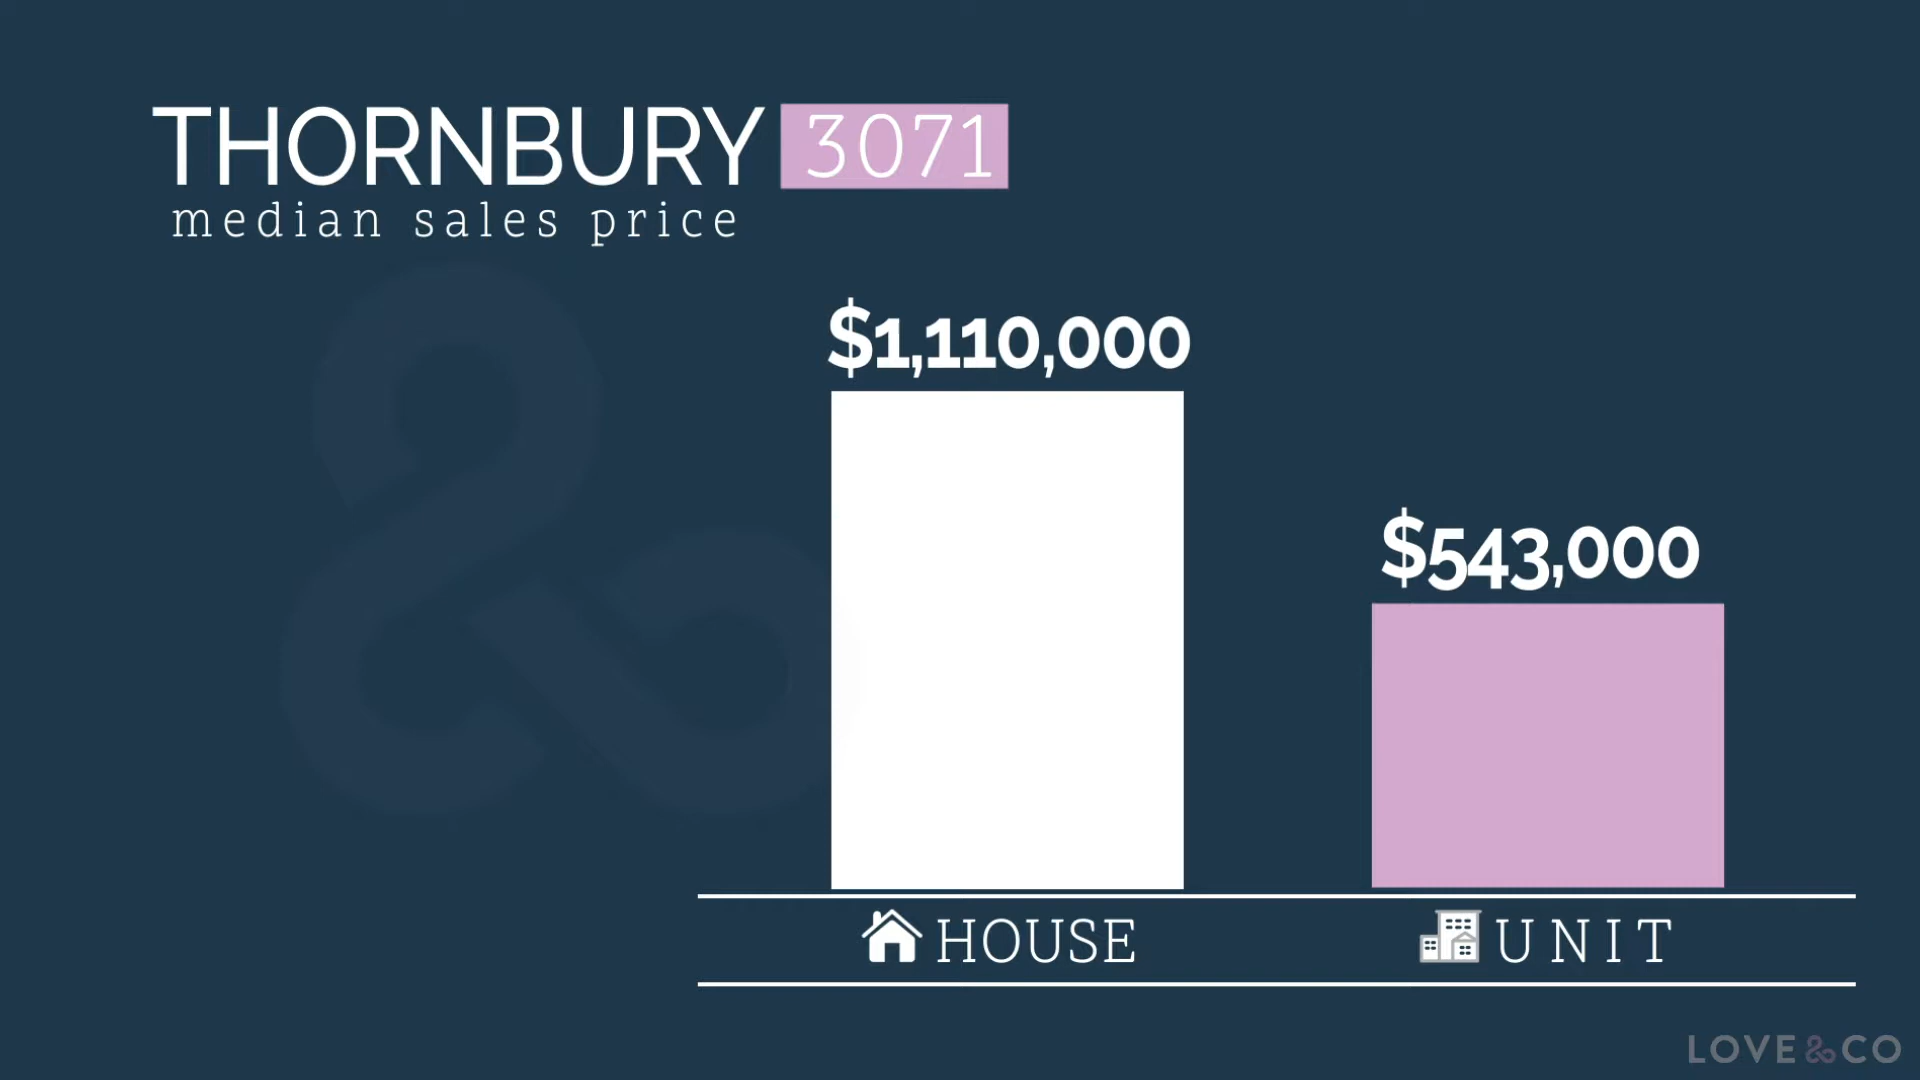 THORNBURY 3071
median sales price
$1,110,000
$543,000
HOUSE
UNIT
LOVE & CO